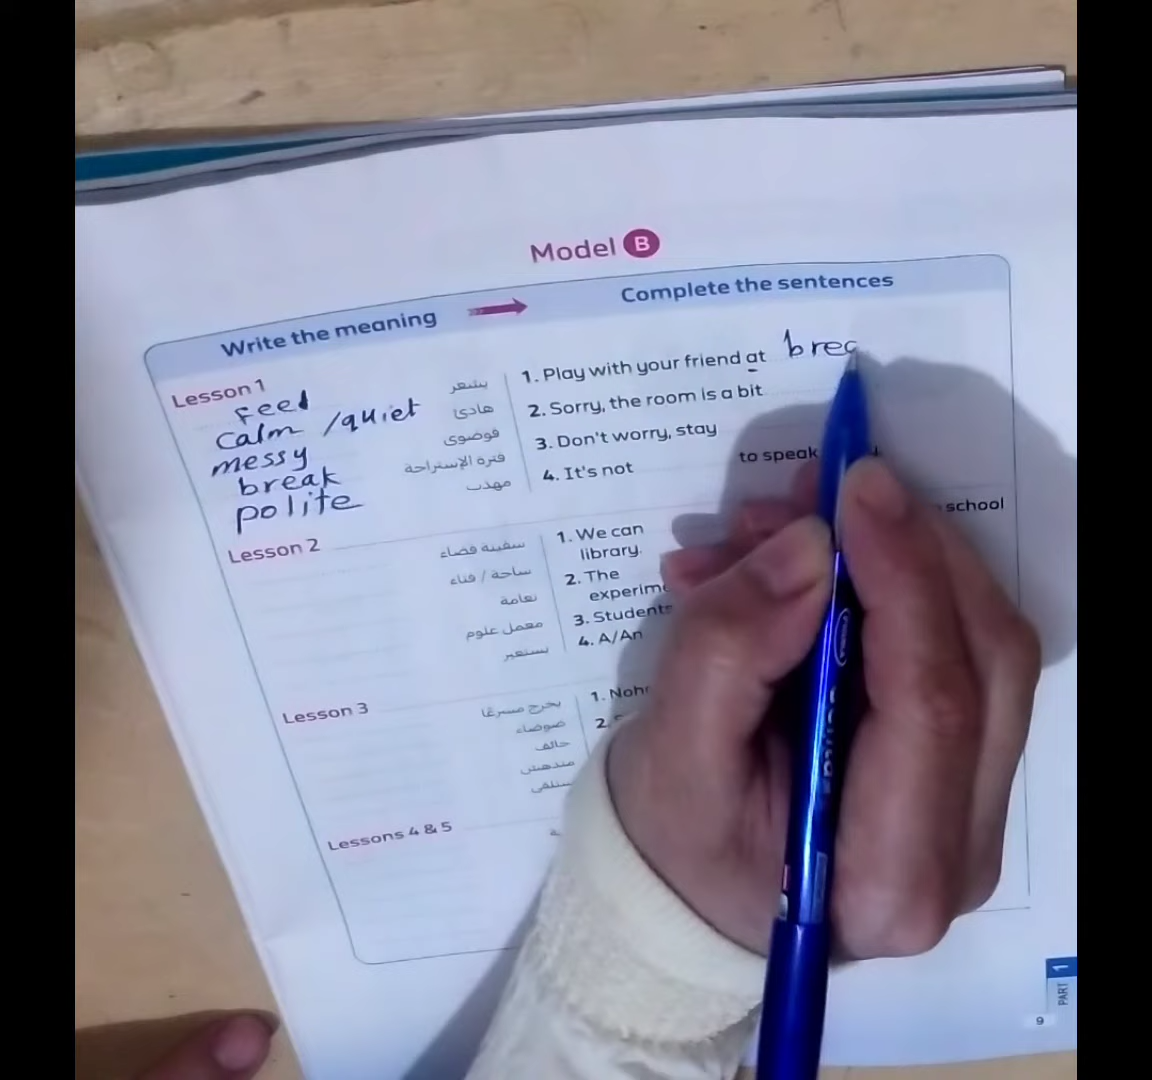 Model B
Write the meaning
Complete the sentences
Lesson 1
feel
يشعر
calm /quiet
هادئ
messy
فوضوى
break
فترة الإستراحة
polite
مهذب
1. Play with your friend at brea
2. Sorry, the room is a bit
3. Don't worry, stay
4. It's not to speak
Lesson 2
سفينة فضاء
ساحة / فناء
نعامة
معمل علوم
يستعير
1. We can school
library.
2. The
experime
3. Students
4. A/An
Lesson 3
يخرج مسرعًا
ضوضاء
خائف
مندهش
1. Noh
2.
Lessons 4 & 5
PART 1
9